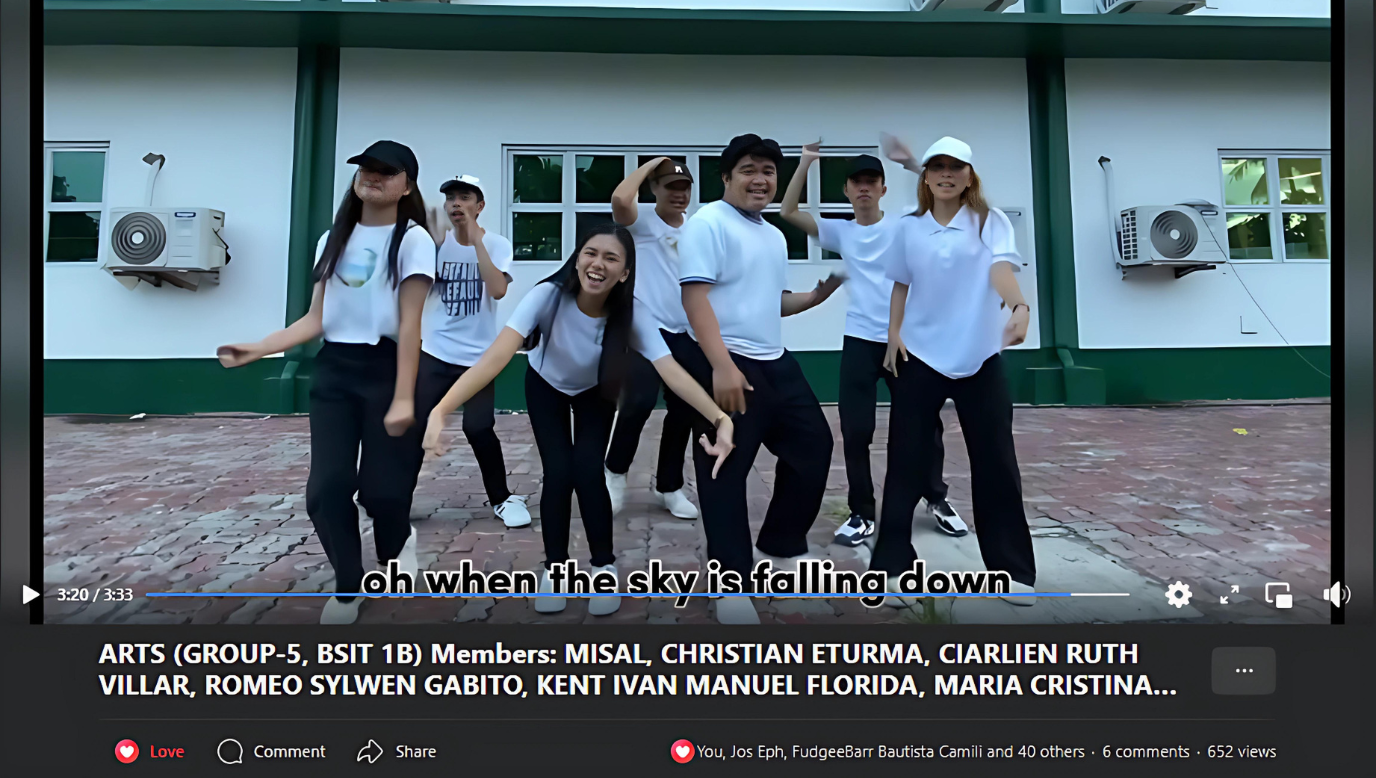 DEFAULT
DEFAULT
oh when the sky is falling down
3:20 / 3:33
ARTS (GROUP-5, BSIT 1B) Members: MISAL, CHRISTIAN ETURMA, CIARLIEN RUTH
VILLAR, ROMEO SYLWEN GABITO, KENT IVAN MANUEL FLORIDA, MARIA CRISTINA...
Love Comment Share You, Jos Eph, FudgeeBarr Bautista Camili and 40 others · 6 comments · 652 views